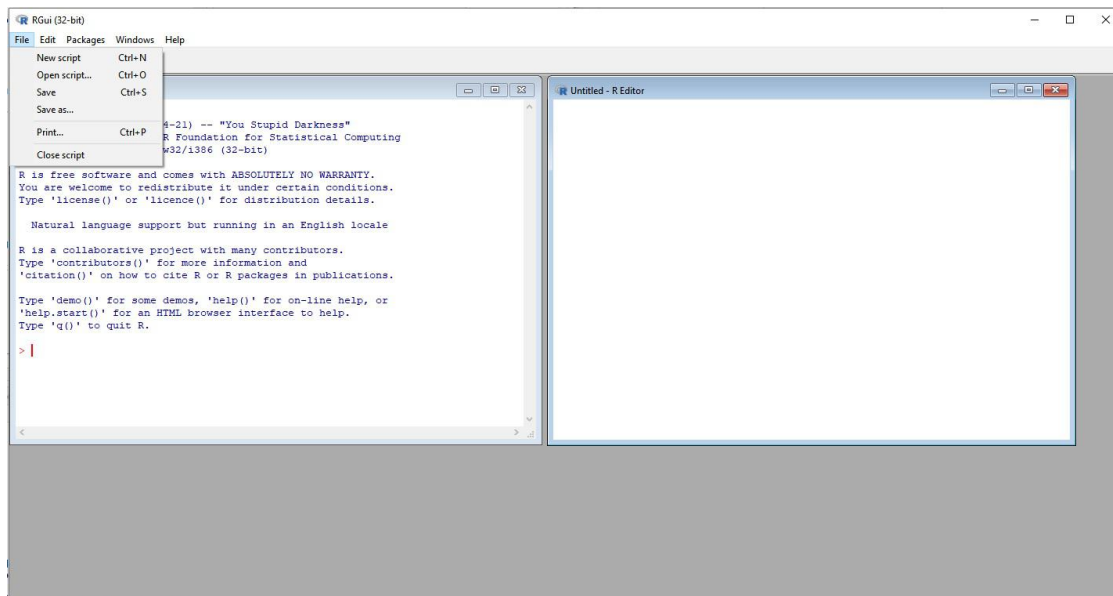 RGui (32-bit)
File Edit Packages Windows Help
New script Ctrl+N
Open script... Ctrl+O
Save Ctrl+S
Save as...
Print... Ctrl+P
Close script
4-21) -- "You Stupid Darkness"
R Foundation for Statistical Computing
w32/i386 (32-bit)
R is free software and comes with ABSOLUTELY NO WARRANTY.
You are welcome to redistribute it under certain conditions.
Type 'license()' or 'licence()' for distribution details.
Natural language support but running in an English locale
R is a collaborative project with many contributors.
Type 'contributors()' for more information and
'citation()' on how to cite R or R packages in publications.
Type 'demo()' for some demos, 'help()' for on-line help, or
'help.start()' for an HTML browser interface to help.
Type 'q()' to quit R.
>
Untitled - R Editor